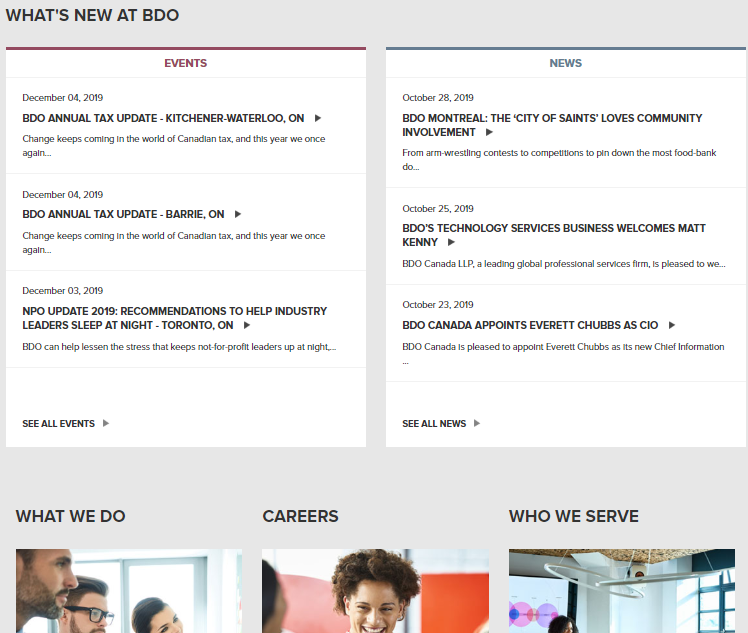 WHAT'S NEW AT BDO
EVENTS
December 04, 2019
BDO ANNUAL TAX UPDATE - KITCHENER-WATERLOO, ON
Change keeps coming in the world of Canadian tax, and this year we once
again...
December 04, 2019
BDO ANNUAL TAX UPDATE - BARRIE, ON
Change keeps coming in the world of Canadian tax, and this year we once
again...
December 03, 2019
NPO UPDATE 2019: RECOMMENDATIONS TO HELP INDUSTRY
LEADERS SLEEP AT NIGHT - TORONTO, ON
BDO can help lessen the stress that keeps not-for-profit leaders up at night,...
SEE ALL EVENTS
NEWS
October 28, 2019
BDO MONTREAL: THE ‘CITY OF SAINTS’ LOVES COMMUNITY
INVOLVEMENT
From arm-wrestling contests to competitions to pin down the most food-bank
do...
October 25, 2019
BDO’S TECHNOLOGY SERVICES BUSINESS WELCOMES MATT
KENNY
BDO Canada LLP, a leading global professional services firm, is pleased to we...
October 23, 2019
BDO CANADA APPOINTS EVERETT CHUBBS AS CIO
BDO Canada is pleased to appoint Everett Chubbs as its new Chief Information
...
SEE ALL NEWS
WHAT WE DO
CAREERS
WHO WE SERVE